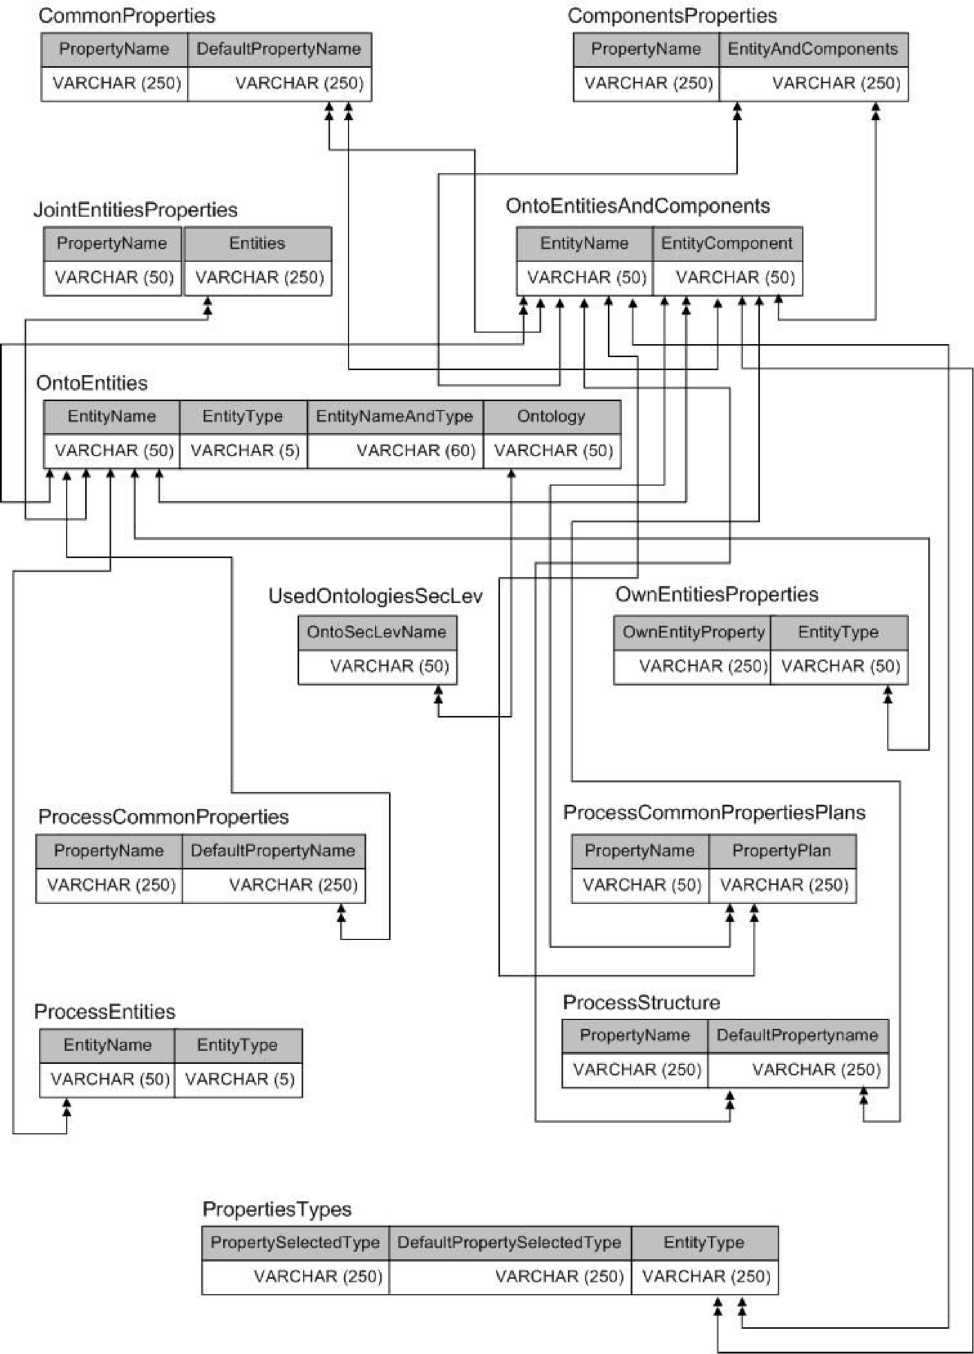 CommonProperties
PropertyName DefaultPropertyName
VARCHAR (250) VARCHAR (250)
ComponentsProperties
PropertyName EntityAndComponents
VARCHAR (250) VARCHAR (250)
JointEntitiesProperties
PropertyName Entities
VARCHAR (50) VARCHAR (250)
OntoEntitiesAndComponents
EntityName EntityComponent
VARCHAR (50) VARCHAR (50)
OntoEntities
EntityName EntityType EntityNameAndType Ontology
VARCHAR (50) VARCHAR (5) VARCHAR (60) VARCHAR (50)
UsedOntologiesSecLev
OntoSecLevName
VARCHAR (50)
OwnEntitiesProperties
OwnEntityProperty EntityType
VARCHAR (250) VARCHAR (50)
ProcessCommonProperties
PropertyName DefaultPropertyName
VARCHAR (250) VARCHAR (250)
ProcessCommonPropertiesPlans
PropertyName PropertyPlan
VARCHAR (50) VARCHAR (250)
ProcessEntities
EntityName EntityType
VARCHAR (50) VARCHAR (5)
ProcessStructure
PropertyName DefaultPropertyname
VARCHAR (250) VARCHAR (250)
PropertiesTypes
PropertySelectedType DefaultPropertySelectedType EntityType
VARCHAR (250) VARCHAR (250) VARCHAR (250)